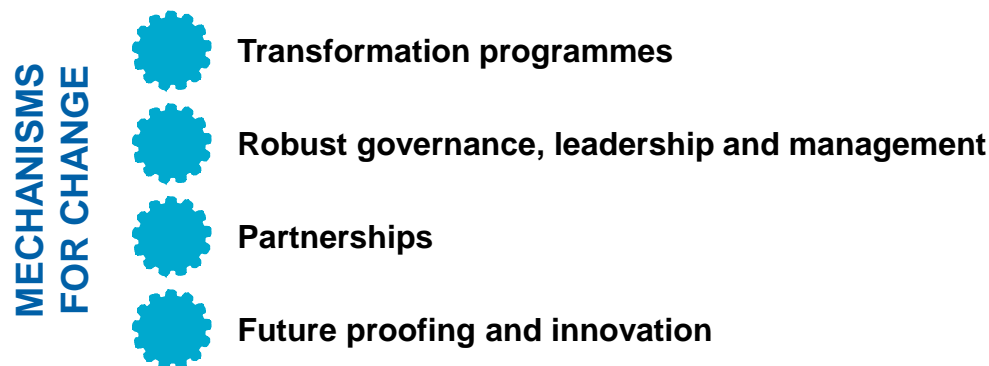 MECHANISMS
FOR CHANGE
Transformation programmes
Robust governance, leadership and management
Partnerships
Future proofing and innovation